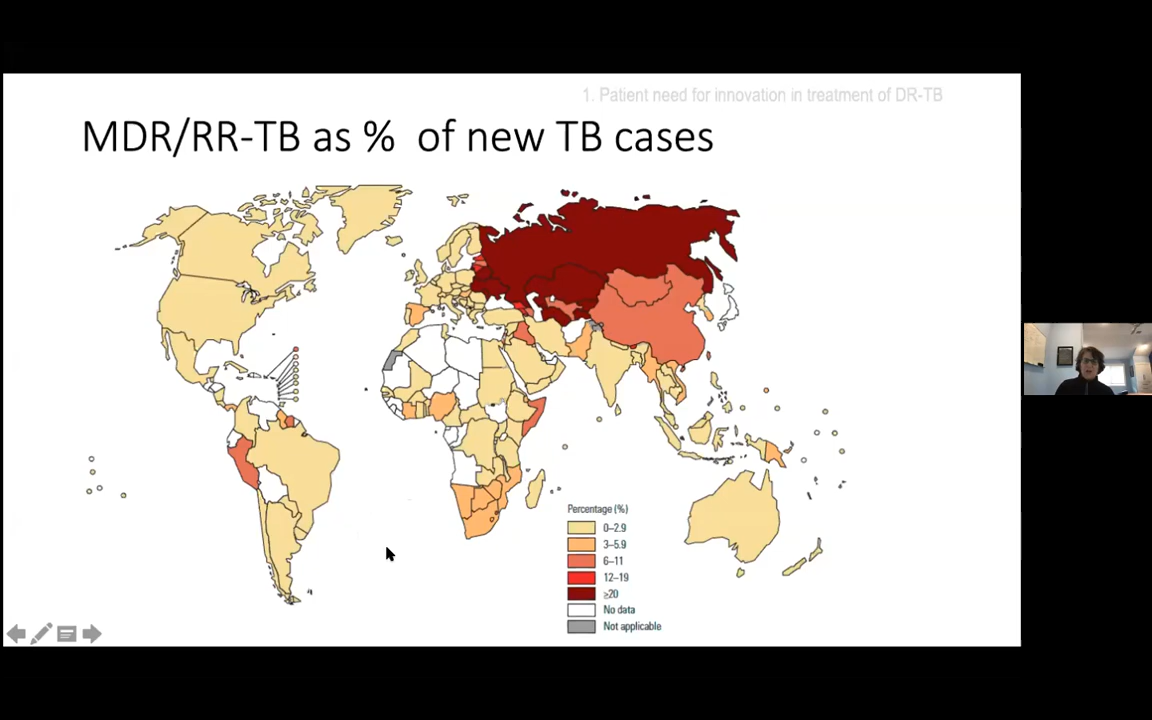 1. Patient need for innovation in treatment of DR-TB
MDR/RR-TB as % of new TB cases
Percentage (%)
0–2.9
3–5.9
6–11
12–19
≥20
No data
Not applicable